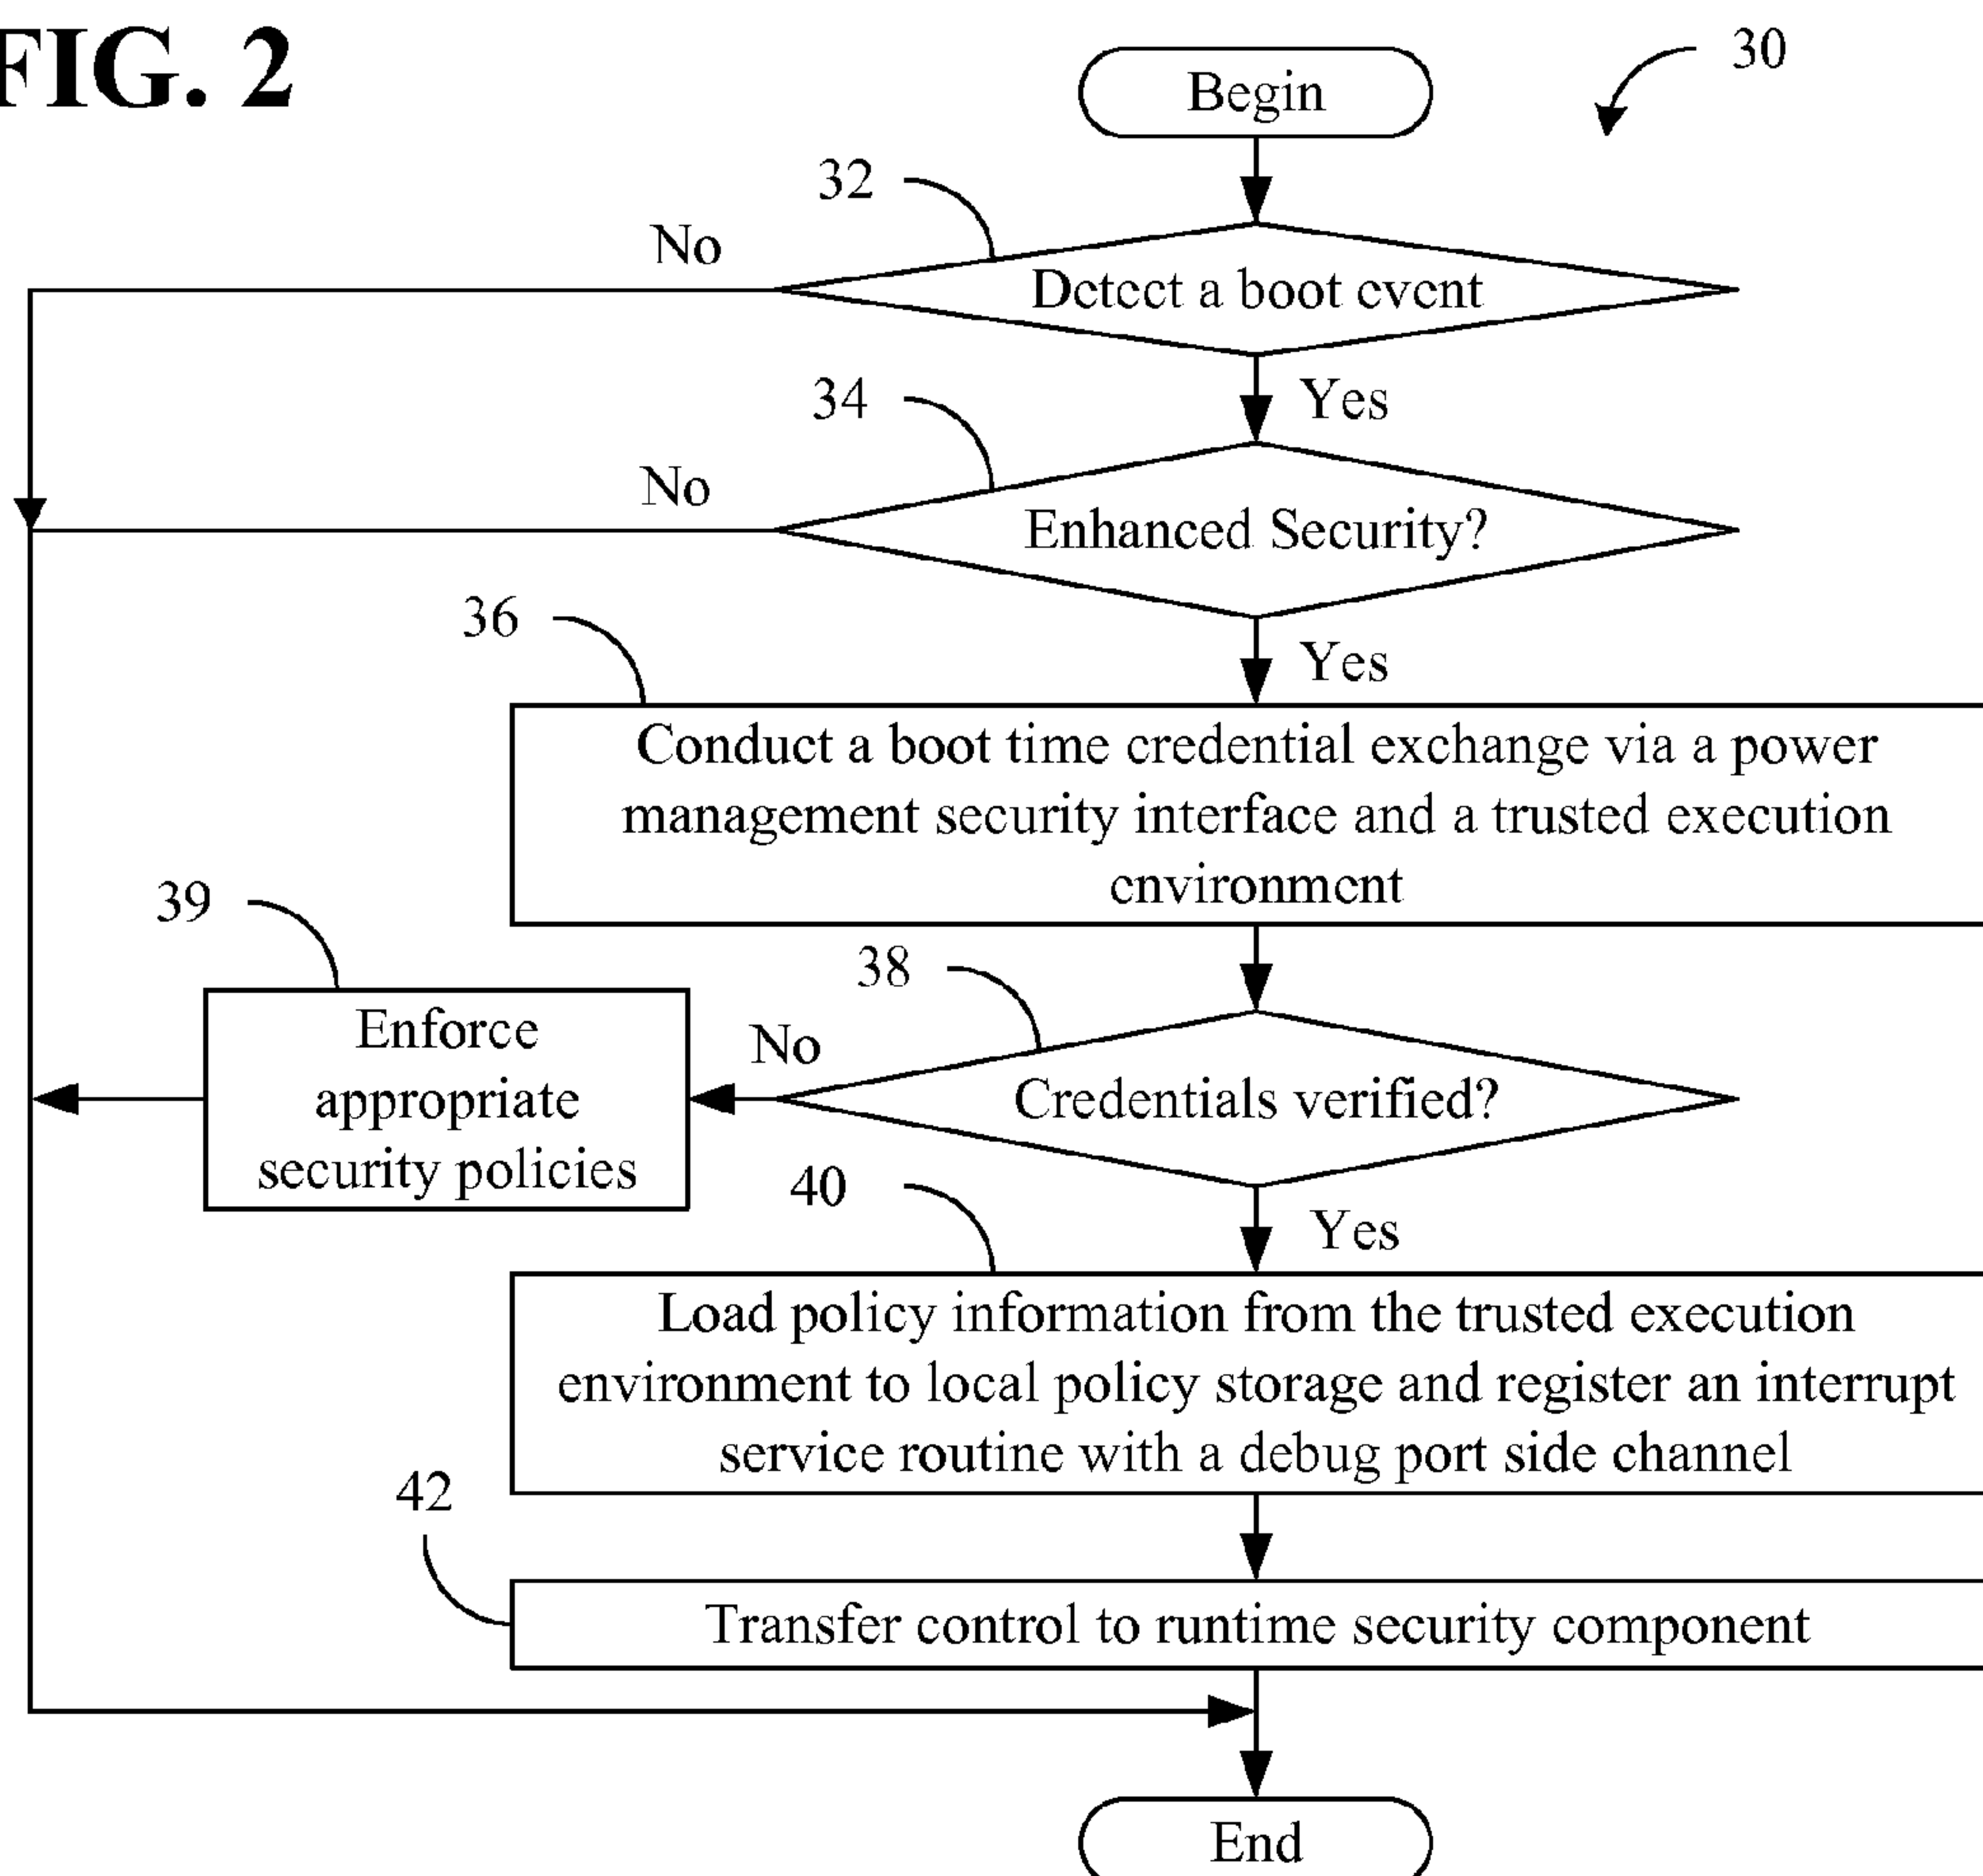 FIG. 2
30
Begin
32
No
Detect a boot event
34
Yes
No
Enhanced Security?
36
Yes
Conduct a boot time credential exchange via a power
management security interface and a trusted execution
environment
39
38
Enforce
appropriate
security policies
No
Credentials verified?
40
Yes
Load policy information from the trusted execution
environment to local policy storage and register an interrupt
service routine with a debug port side channel
42
Transfer control to runtime security component
End